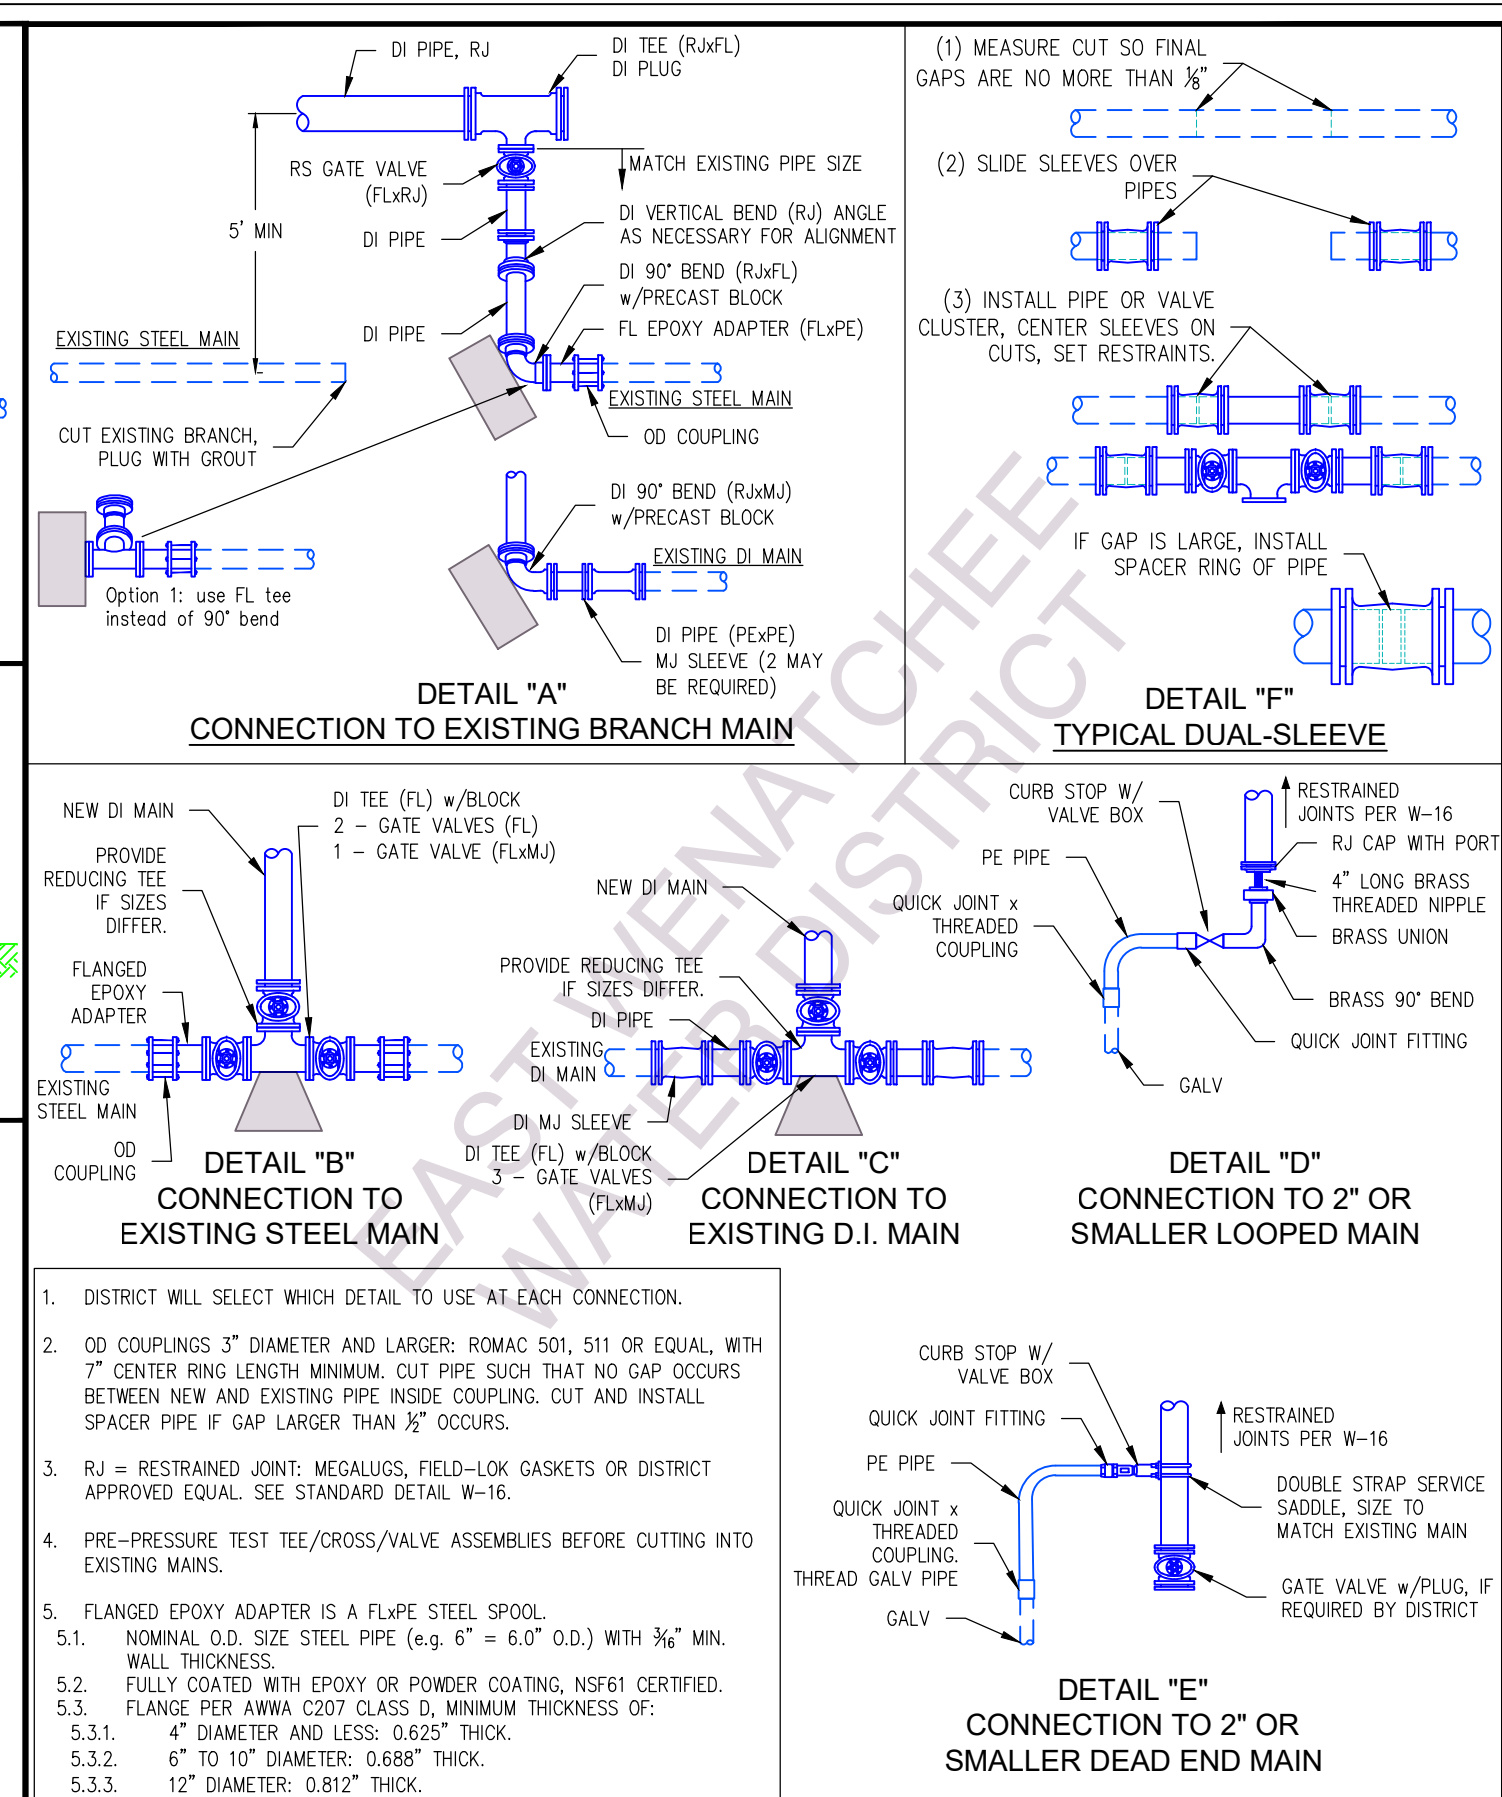 DI PIPE, RJ
DI TEE (RJxFL)
DI PLUG
RS GATE VALVE
(FLxRJ)
MATCH EXISTING PIPE SIZE
5' MIN
DI PIPE
DI VERTICAL BEND (RJ) ANGLE
AS NECESSARY FOR ALIGNMENT
DI 90° BEND (RJxFL)
w/PRECAST BLOCK
DI PIPE
FL EPOXY ADAPTER (FLxPE)
EXISTING STEEL MAIN
EXISTING STEEL MAIN
CUT EXISTING BRANCH,
PLUG WITH GROUT
OD COUPLING
DI 90° BEND (RJxMJ)
w/PRECAST BLOCK
EXISTING DI MAIN
Option 1: use FL tee
instead of 90° bend
DI PIPE (PExPE)
MJ SLEEVE (2 MAY
BE REQUIRED)
DETAIL "A"
CONNECTION TO EXISTING BRANCH MAIN
(1) MEASURE CUT SO FINAL
GAPS ARE NO MORE THAN ⅛"
(2) SLIDE SLEEVES OVER
PIPES
(3) INSTALL PIPE OR VALVE
CLUSTER, CENTER SLEEVES ON
CUTS, SET RESTRAINTS.
IF GAP IS LARGE, INSTALL
SPACER RING OF PIPE
DETAIL "F"
TYPICAL DUAL-SLEEVE
EAST WENATCHEE
WATER DISTRICT
NEW DI MAIN
DI TEE (FL) w/BLOCK
2 - GATE VALVES (FL)
1 - GATE VALVE (FLxMJ)
PROVIDE
REDUCING TEE
IF SIZES
DIFFER.
FLANGED
EPOXY
ADAPTER
EXISTING
STEEL MAIN
OD
COUPLING
DETAIL "B"
CONNECTION TO
EXISTING STEEL MAIN
NEW DI MAIN
PROVIDE REDUCING TEE
IF SIZES DIFFER.
DI PIPE
EXISTING
DI MAIN
DI MJ SLEEVE
DI TEE (FL) w/BLOCK
3 - GATE VALVES
(FLxMJ)
DETAIL "C"
CONNECTION TO
EXISTING D.I. MAIN
CURB STOP W/
VALVE BOX
RESTRAINED
JOINTS PER W-16
PE PIPE
RJ CAP WITH PORT
QUICK JOINT x
THREADED
COUPLING
4" LONG BRASS
THREADED NIPPLE
BRASS UNION
BRASS 90° BEND
QUICK JOINT FITTING
GALV
DETAIL "D"
CONNECTION TO 2" OR
SMALLER LOOPED MAIN
1. DISTRICT WILL SELECT WHICH DETAIL TO USE AT EACH CONNECTION.
2. OD COUPLINGS 3" DIAMETER AND LARGER: ROMAC 501, 511 OR EQUAL, WITH
7" CENTER RING LENGTH MINIMUM. CUT PIPE SUCH THAT NO GAP OCCURS
BETWEEN NEW AND EXISTING PIPE INSIDE COUPLING. CUT AND INSTALL
SPACER PIPE IF GAP LARGER THAN ½" OCCURS.
3. RJ = RESTRAINED JOINT: MEGALUGS, FIELD-LOK GASKETS OR DISTRICT
APPROVED EQUAL. SEE STANDARD DETAIL W-16.
4. PRE-PRESSURE TEST TEE/CROSS/VALVE ASSEMBLIES BEFORE CUTTING INTO
EXISTING MAINS.
5. FLANGED EPOXY ADAPTER IS A FLxPE STEEL SPOOL.
5.1. NOMINAL O.D. SIZE STEEL PIPE (e.g. 6" = 6.0" O.D.) WITH 3⁄16" MIN.
WALL THICKNESS.
5.2. FULLY COATED WITH EPOXY OR POWDER COATING, NSF61 CERTIFIED.
5.3. FLANGE PER AWWA C207 CLASS D, MINIMUM THICKNESS OF:
5.3.1. 4" DIAMETER AND LESS: 0.625" THICK.
5.3.2. 6" TO 10" DIAMETER: 0.688" THICK.
5.3.3. 12" DIAMETER: 0.812" THICK.
CURB STOP W/
VALVE BOX
QUICK JOINT FITTING
RESTRAINED
JOINTS PER W-16
PE PIPE
DOUBLE STRAP SERVICE
SADDLE, SIZE TO
MATCH EXISTING MAIN
QUICK JOINT x
THREADED
COUPLING.
THREAD GALV PIPE
GATE VALVE w/PLUG, IF
REQUIRED BY DISTRICT
GALV
DETAIL "E"
CONNECTION TO 2" OR
SMALLER DEAD END MAIN